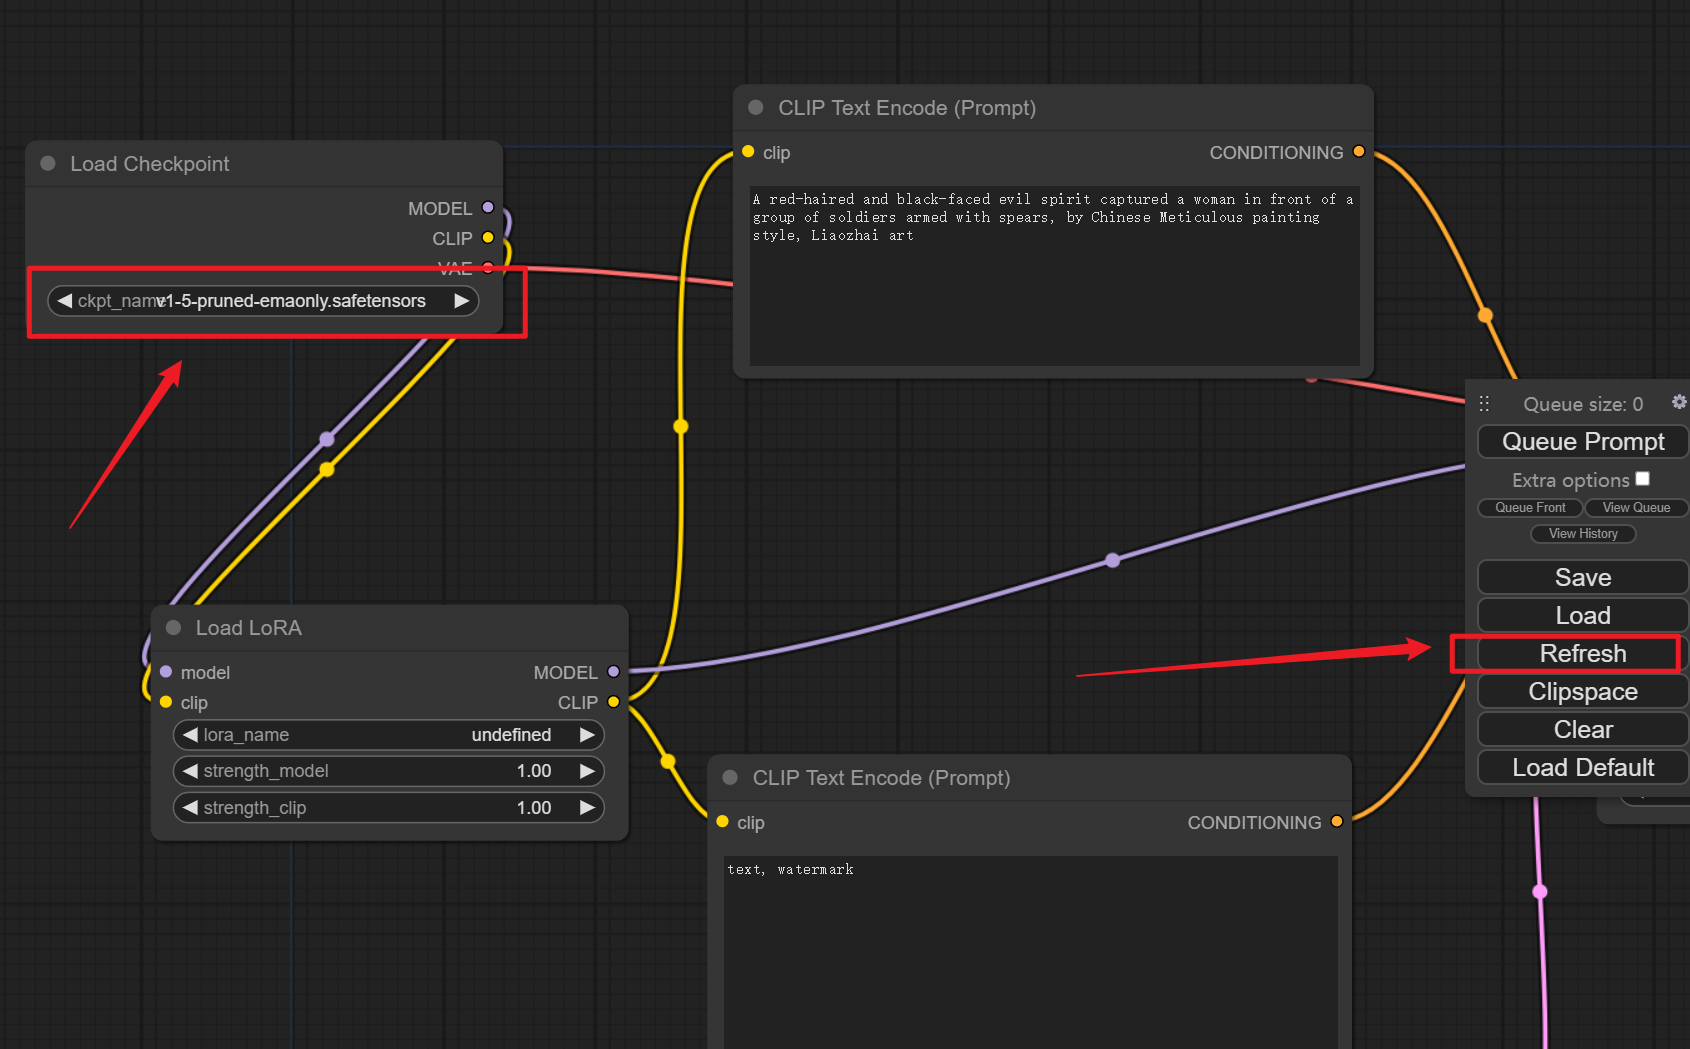 Load Checkpoint
MODEL
CLIP
VAE
ckpt_name v1-5-pruned-emaonly.safetensors
CLIP Text Encode (Prompt)
clip
CONDITIONING
A red-haired and black-faced evil spirit captured a woman in front of a
group of soldiers armed with spears, by Chinese Meticulous painting
style, Liaozhai art
Queue size: 0
Queue Prompt
Extra options
Queue Front
View Queue
View History
Save
Load
Refresh
Clipspace
Clear
Load Default
Load LoRA
model
MODEL
clip
CLIP
lora_name undefined
strength_model 1.00
strength_clip 1.00
CLIP Text Encode (Prompt)
clip
CONDITIONING
text, watermark